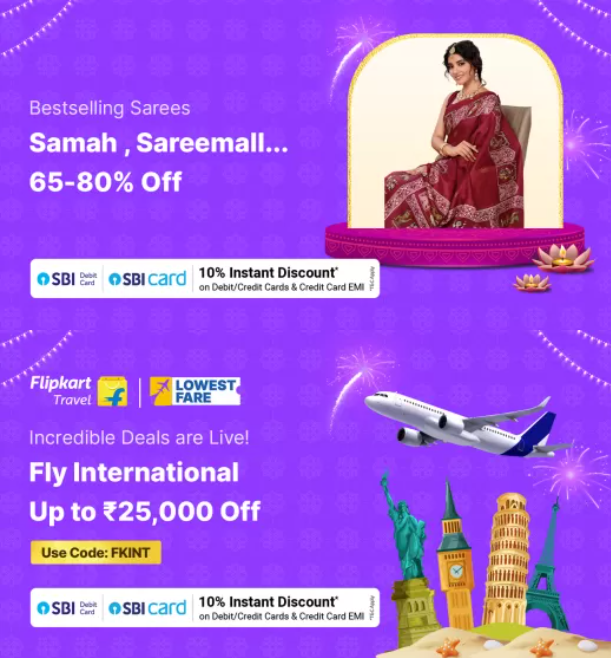 Bestselling Sarees
Samah , Sareemall...
65-80% Off
SBI Debit Card SBI card 10% Instant Discount*
on Debit/Credit Cards & Credit Card EMI
*T&C Apply
Flipkart Travel LOWEST FARE
Incredible Deals are Live!
Fly International
Up to ₹25,000 Off
Use Code: FKINT
SBI Debit Card SBI card 10% Instant Discount*
on Debit/Credit Cards & Credit Card EMI
*T&C Apply